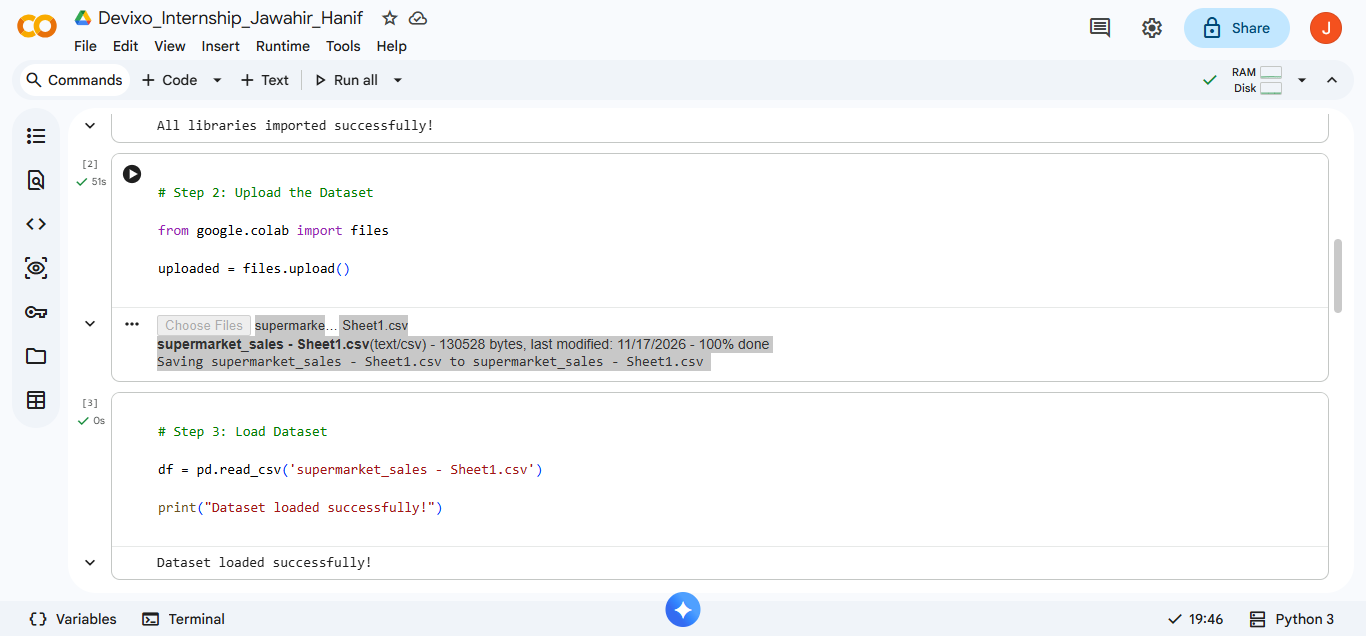 Devixo_Internship_Jawahir_Hanif
File Edit View Insert Runtime Tools Help
Share
J
Commands + Code + Text Run all
RAM
Disk
All libraries imported successfully!
[2]
51s
# Step 2: Upload the Dataset
from google.colab import files
uploaded = files.upload()
Choose Files supermarke... Sheet1.csv
supermarket_sales - Sheet1.csv(text/csv) - 130528 bytes, last modified: 11/17/2026 - 100% done
Saving supermarket_sales - Sheet1.csv to supermarket_sales - Sheet1.csv
[3]
0s
# Step 3: Load Dataset
df = pd.read_csv('supermarket_sales - Sheet1.csv')
print("Dataset loaded successfully!")
Dataset loaded successfully!
Variables Terminal 19:46 Python 3